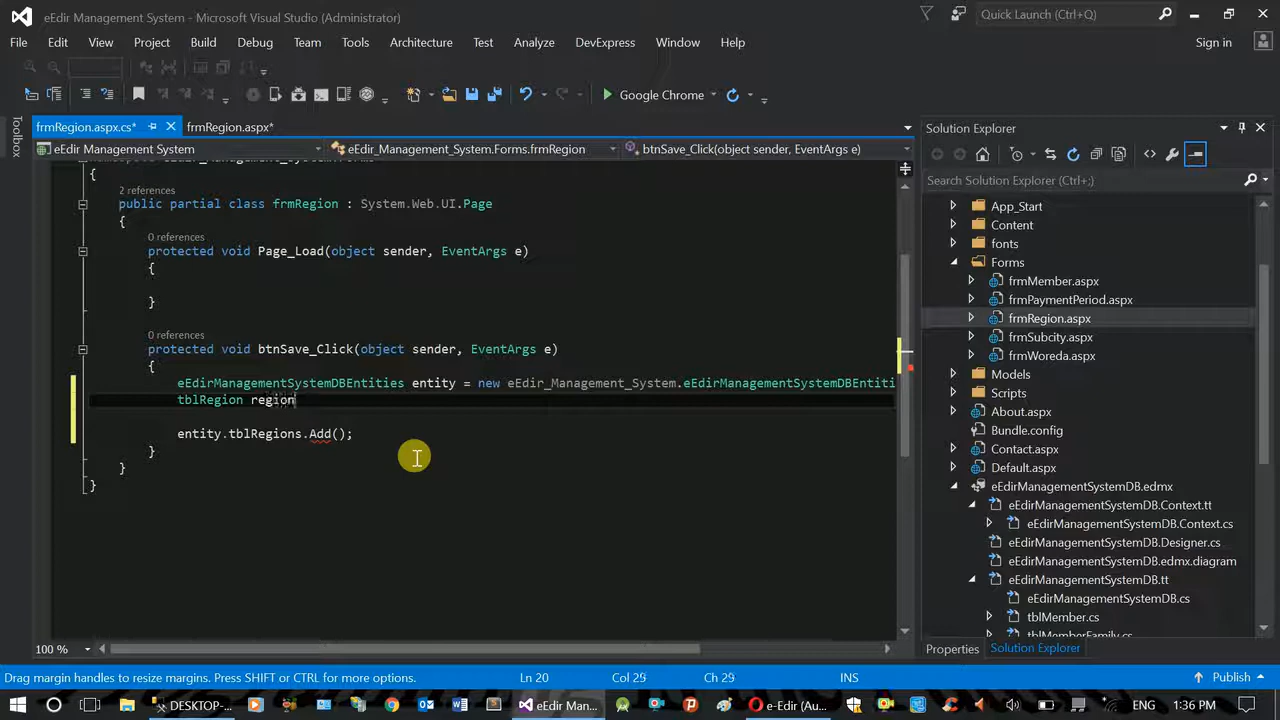 eEdir Management System - Microsoft Visual Studio (Administrator)
Quick Launch (Ctrl+Q)
File Edit View Project Build Debug Team Tools Architecture Test Analyze DevExpress Window Help
Sign in
Google Chrome
Toolbox
frmRegion.aspx.cs*
frmRegion.aspx*
eEdir Management System
eEdir_Management_System.Forms.frmRegion
btnSave_Click(object sender, EventArgs e)
{
2 references
public partial class frmRegion : System.Web.UI.Page
{
0 references
protected void Page_Load(object sender, EventArgs e)
{
}
0 references
protected void btnSave_Click(object sender, EventArgs e)
{
eEdirManagementSystemDBEntities entity = new eEdir_Management_System.eEdirManagementSystemDBEntiti
tblRegion region
entity.tblRegions.Add();
}
}
}
100 %
Solution Explorer
Search Solution Explorer (Ctrl+;)
App_Start
Content
fonts
Forms
frmMember.aspx
frmPaymentPeriod.aspx
frmRegion.aspx
frmSubcity.aspx
frmWoreda.aspx
Models
Scripts
About.aspx
Bundle.config
Contact.aspx
Default.aspx
eEdirManagementSystemDB.edmx
eEdirManagementSystemDB.Context.tt
eEdirManagementSystemDB.Context.cs
eEdirManagementSystemDB.Designer.cs
eEdirManagementSystemDB.edmx.diagram
eEdirManagementSystemDB.tt
eEdirManagementSystemDB.cs
tblMember.cs
tblMemberFamily.cs
Properties
Solution Explorer
Drag margin handles to resize margins. Press SHIFT or CTRL for more options.
Ln 20
Col 25
Ch 29
INS
Publish
DESKTOP-...
eEdir Man...
e-Edir (Au...
ENG
1:36 PM